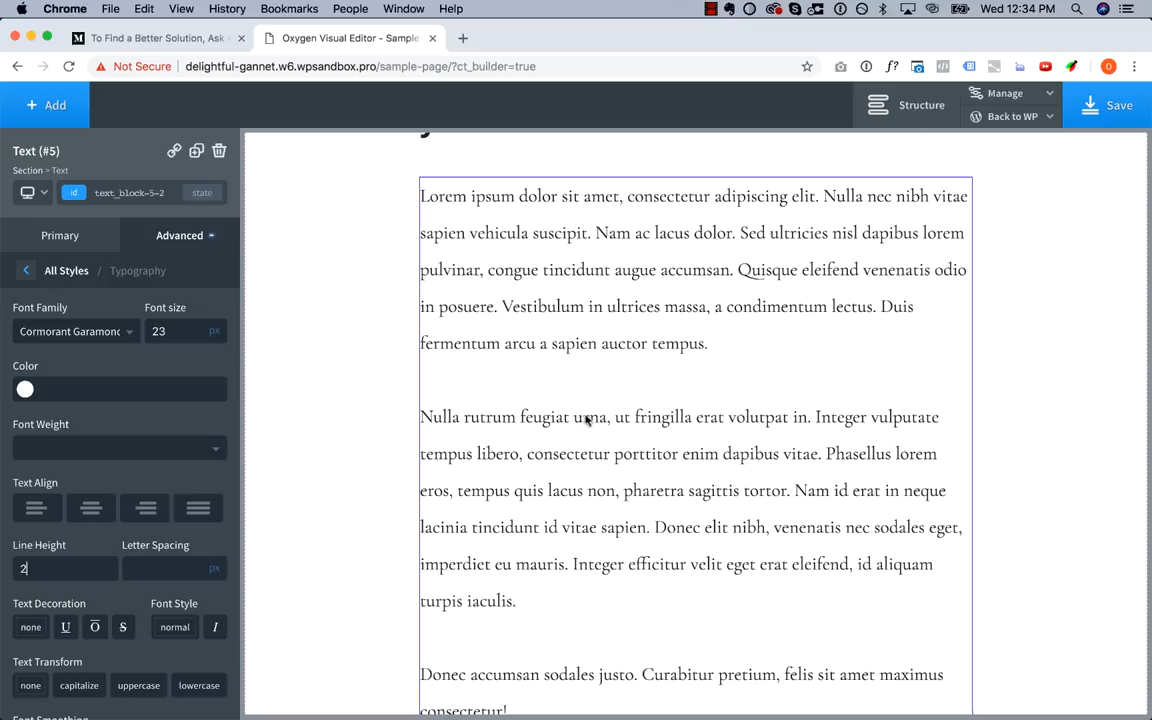 Chrome File Edit View History Bookmarks People Window Help
Wed 12:34 PM
To Find a Better Solution, Ask
Oxygen Visual Editor - Sample
Not Secure delightful-gannet.w6.wpsandbox.pro/sample-page/?ct_builder=true
+ Add
Structure
Manage
Back to WP
Save
Text (#5)
Section > Text
id text_block-5-2 state
Primary Advanced
All Styles / Typography
Font Family Font size
Cormorant Garamond 23 px
Color
Font Weight
Text Align
Line Height Letter Spacing
2 px
Text Decoration Font Style
none U O S normal I
Text Transform
none capitalize uppercase lowercase
Lorem ipsum dolor sit amet, consectetur adipiscing elit. Nulla nec nibh vitae
sapien vehicula suscipit. Nam ac lacus dolor. Sed ultricies nisl dapibus lorem
pulvinar, congue tincidunt augue accumsan. Quisque eleifend venenatis odio
in posuere. Vestibulum in ultrices massa, a condimentum lectus. Duis
fermentum arcu a sapien auctor tempus.
Nulla rutrum feugiat urna, ut fringilla erat volutpat in. Integer vulputate
tempus libero, consectetur porttitor enim dapibus vitae. Phasellus lorem
eros, tempus quis lacus non, pharetra sagittis tortor. Nam id erat in neque
lacinia tincidunt id vitae sapien. Donec elit nibh, venenatis nec sodales eget,
imperdiet eu mauris. Integer efficitur velit eget erat eleifend, id aliquam
turpis iaculis.
Donec accumsan sodales justo. Curabitur pretium, felis sit amet maximus
consectetur!